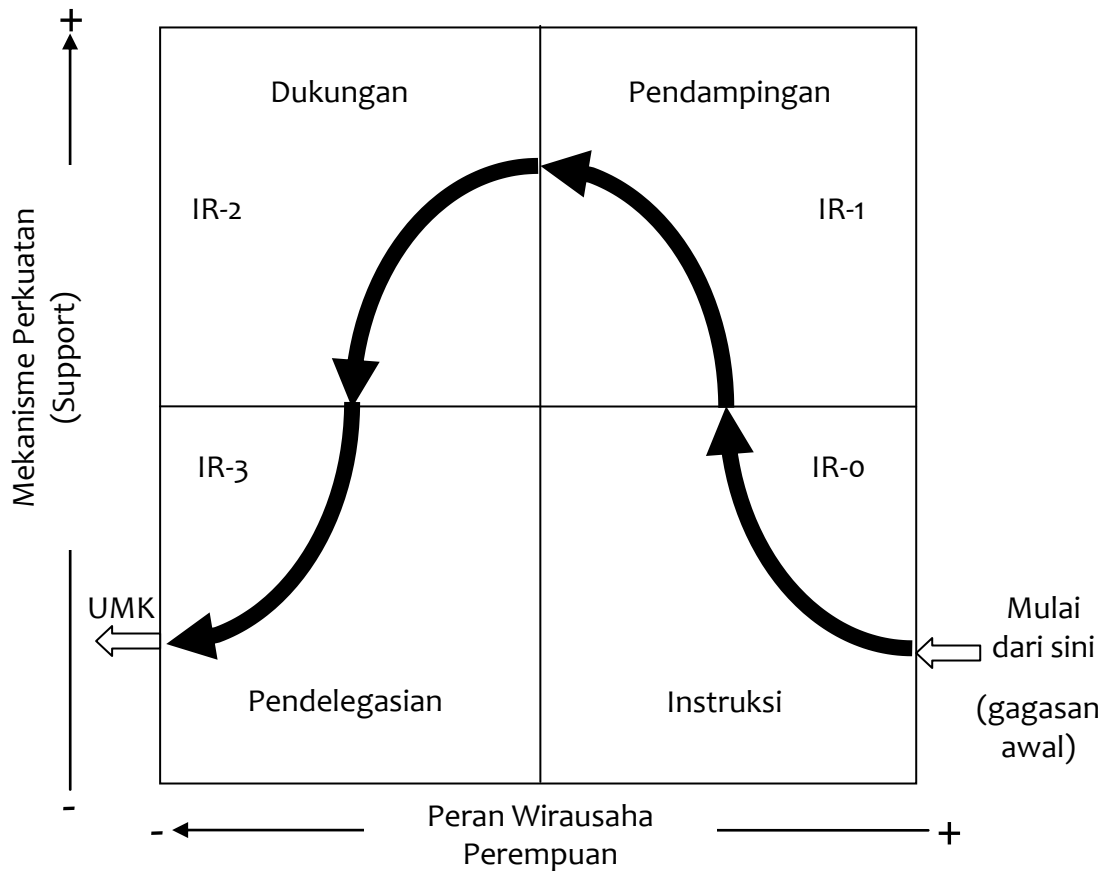 +
Dukungan
Pendampingan
IR-2
IR-1
Mekanisme Perkuatan
(Support)
IR-3
IR-0
UMK
Mulai
dari sini
(gagasan
awal)
Pendelegasian
Instruksi
-
-
Peran Wirausaha
Perempuan
+